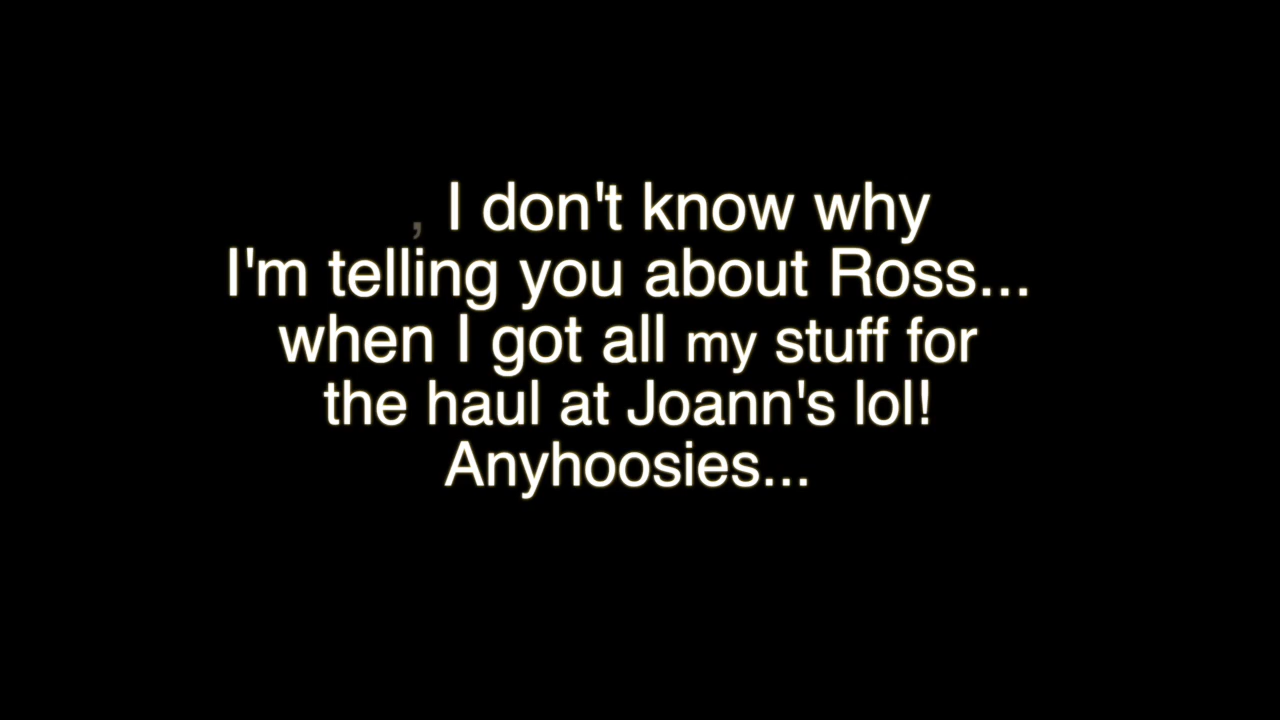 , I don't know why
I'm telling you about Ross...
when I got all my stuff for
the haul at Joann's lol!
Anyhoosies...